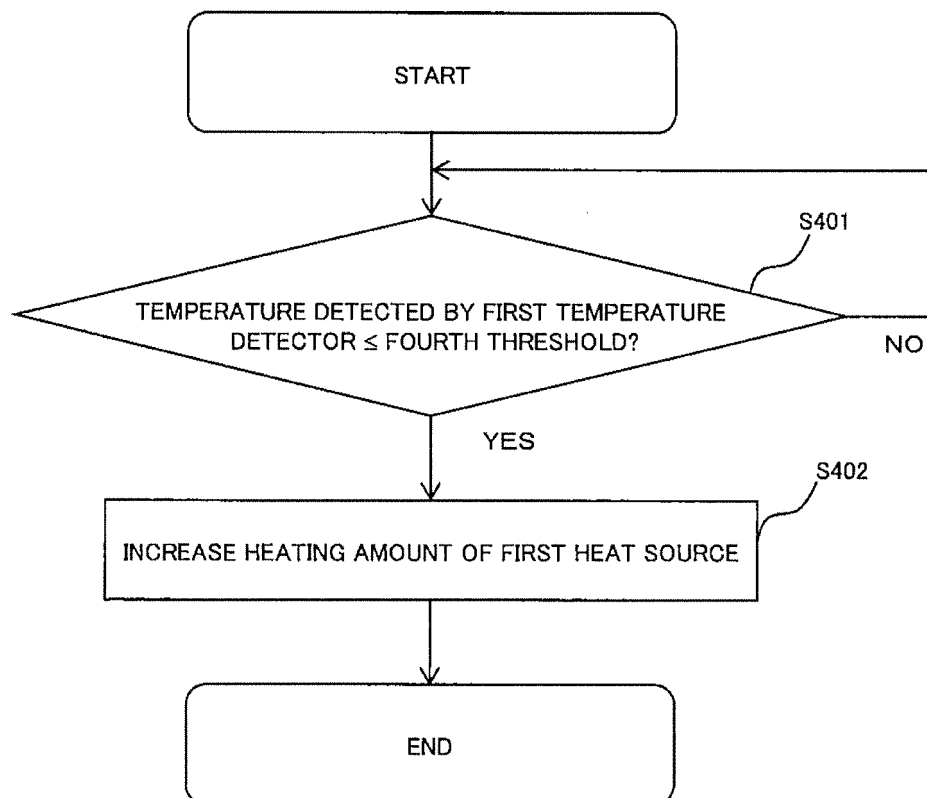 START
S401
TEMPERATURE DETECTED BY FIRST TEMPERATURE
DETECTOR ≤ FOURTH THRESHOLD?
NO
YES
S402
INCREASE HEATING AMOUNT OF FIRST HEAT SOURCE
END